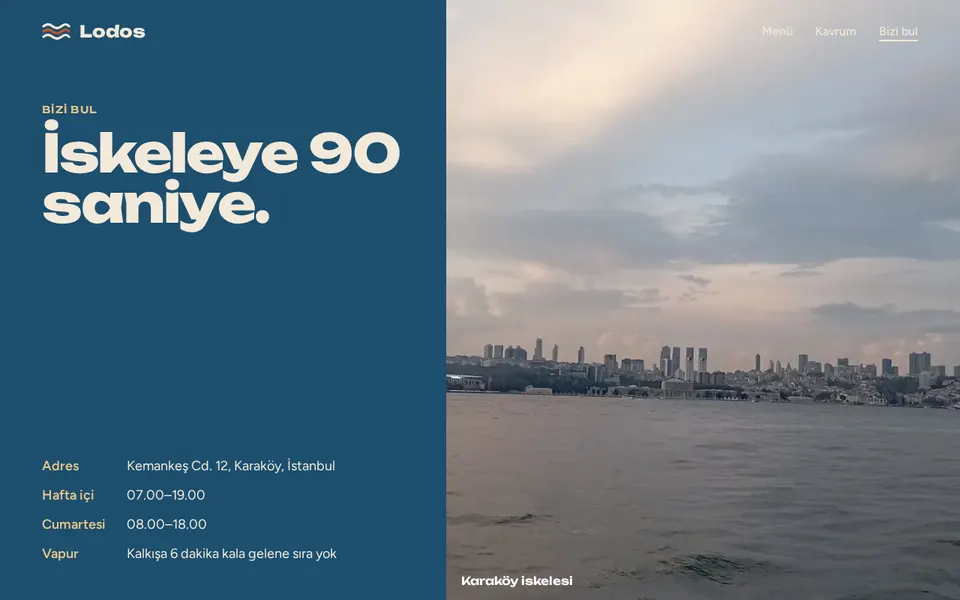 Lodos
Menü
Kavrum
Bizi bul
BİZİ BUL
İskeleye 90
saniye.
Adres
Kemankeş Cd. 12, Karaköy, İstanbul
Hafta içi
07.00–19.00
Cumartesi
08.00–18.00
Vapur
Kalkışa 6 dakika kala gelene sıra yok
Karaköy iskelesi